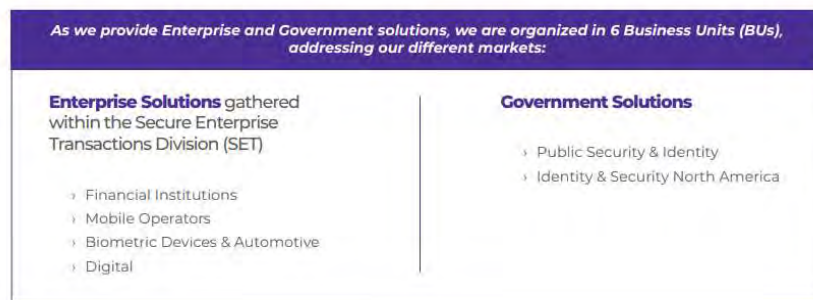 As we provide Enterprise and Government solutions, we are organized in 6 Business Units (BUs),
addressing our different markets:
Enterprise Solutions gathered
within the Secure Enterprise
Transactions Division (SET)
› Financial Institutions
› Mobile Operators
› Biometric Devices & Automotive
› Digital
Government Solutions
› Public Security & Identity
› Identity & Security North America